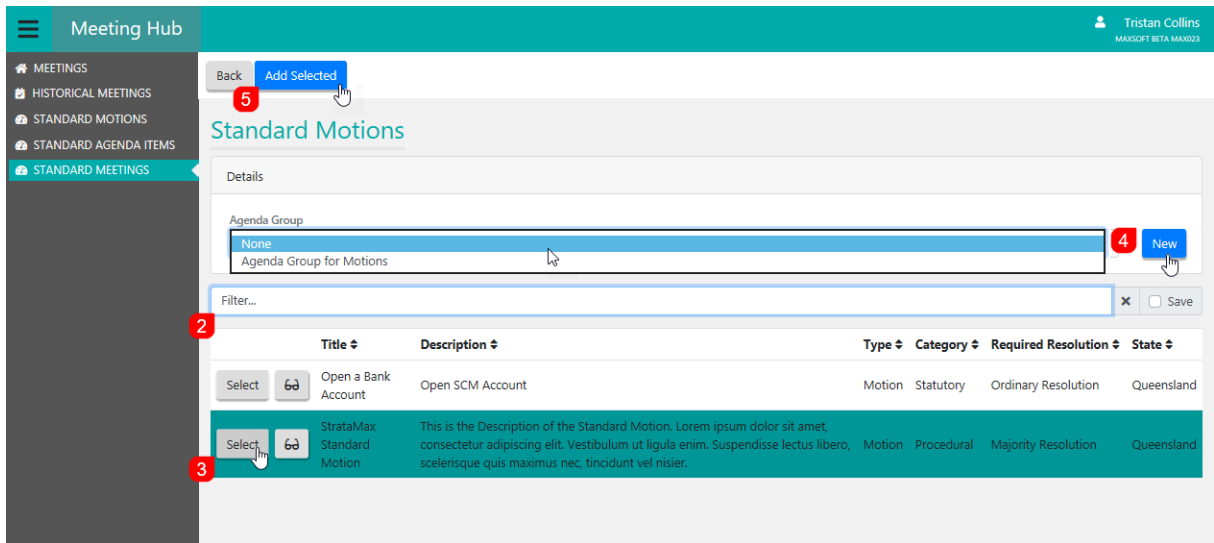 Meeting Hub
Tristan Collins
MAXSOFT BETA MAX023
MEETINGS
HISTORICAL MEETINGS
STANDARD MOTIONS
STANDARD AGENDA ITEMS
STANDARD MEETINGS
Back Add Selected
5
Standard Motions
Details
Agenda Group
None
Agenda Group for Motions
4 New
Filter...
Save
2
Title Description Type Category Required Resolution State
Select Open a Bank Account Open SCM Account Motion Statutory Ordinary Resolution Queensland
StrataMax This is the Description of the Standard Motion. Lorem ipsum dolor sit amet,
Select Standard consectetur adipiscing elit. Vestibulum ut ligula enim. Suspendisse lectus libero, Motion Procedural Majority Resolution Queensland
Motion scelerisque quis maximus nec, tincidunt vel nisier.
3